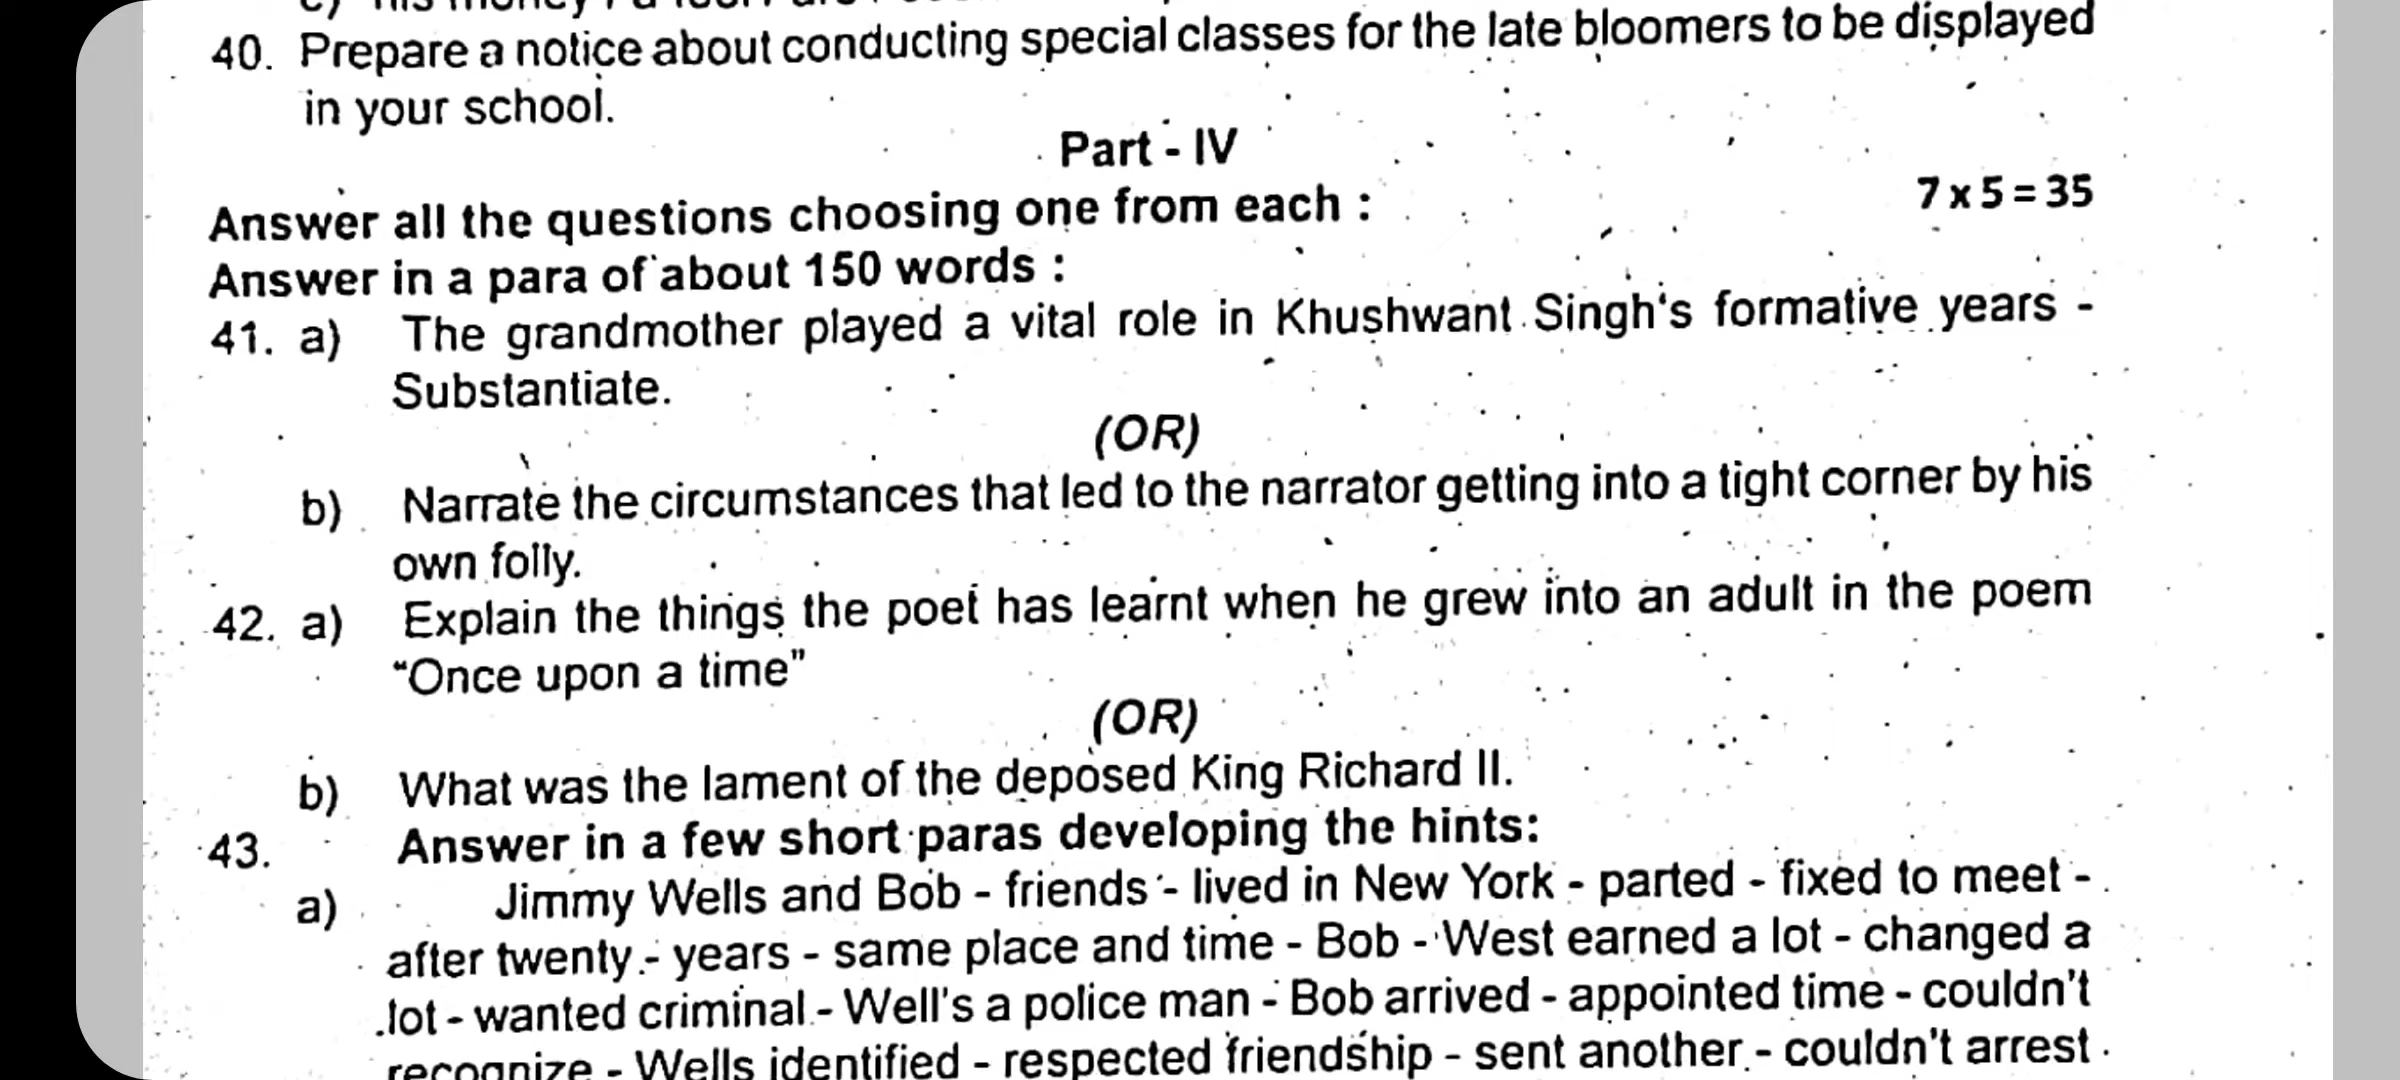 40. Prepare a notice about conducting special classes for the late bloomers to be displayed
in your school.
Part - IV
Answer all the questions choosing one from each : 7 x 5 = 35
Answer in a para of about 150 words :
41. a) The grandmother played a vital role in Khushwant Singh's formative years -
Substantiate.
(OR)
b) Narrate the circumstances that led to the narrator getting into a tight corner by his
own folly.
42. a) Explain the things the poet has learnt when he grew into an adult in the poem
“Once upon a time”
(OR)
b) What was the lament of the deposed King Richard II.
43. Answer in a few short paras developing the hints:
a) Jimmy Wells and Bob - friends - lived in New York - parted - fixed to meet -
after twenty - years - same place and time - Bob - West earned a lot - changed a
lot - wanted criminal - Well's a police man - Bob arrived - appointed time - couldn't
recognize - Wells identified - respected friendship - sent another - couldn't arrest